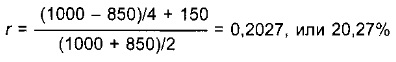 r = (1000 – 850)/4 + 150 / (1000 + 850)/2 = 0,2027, или 20,27%